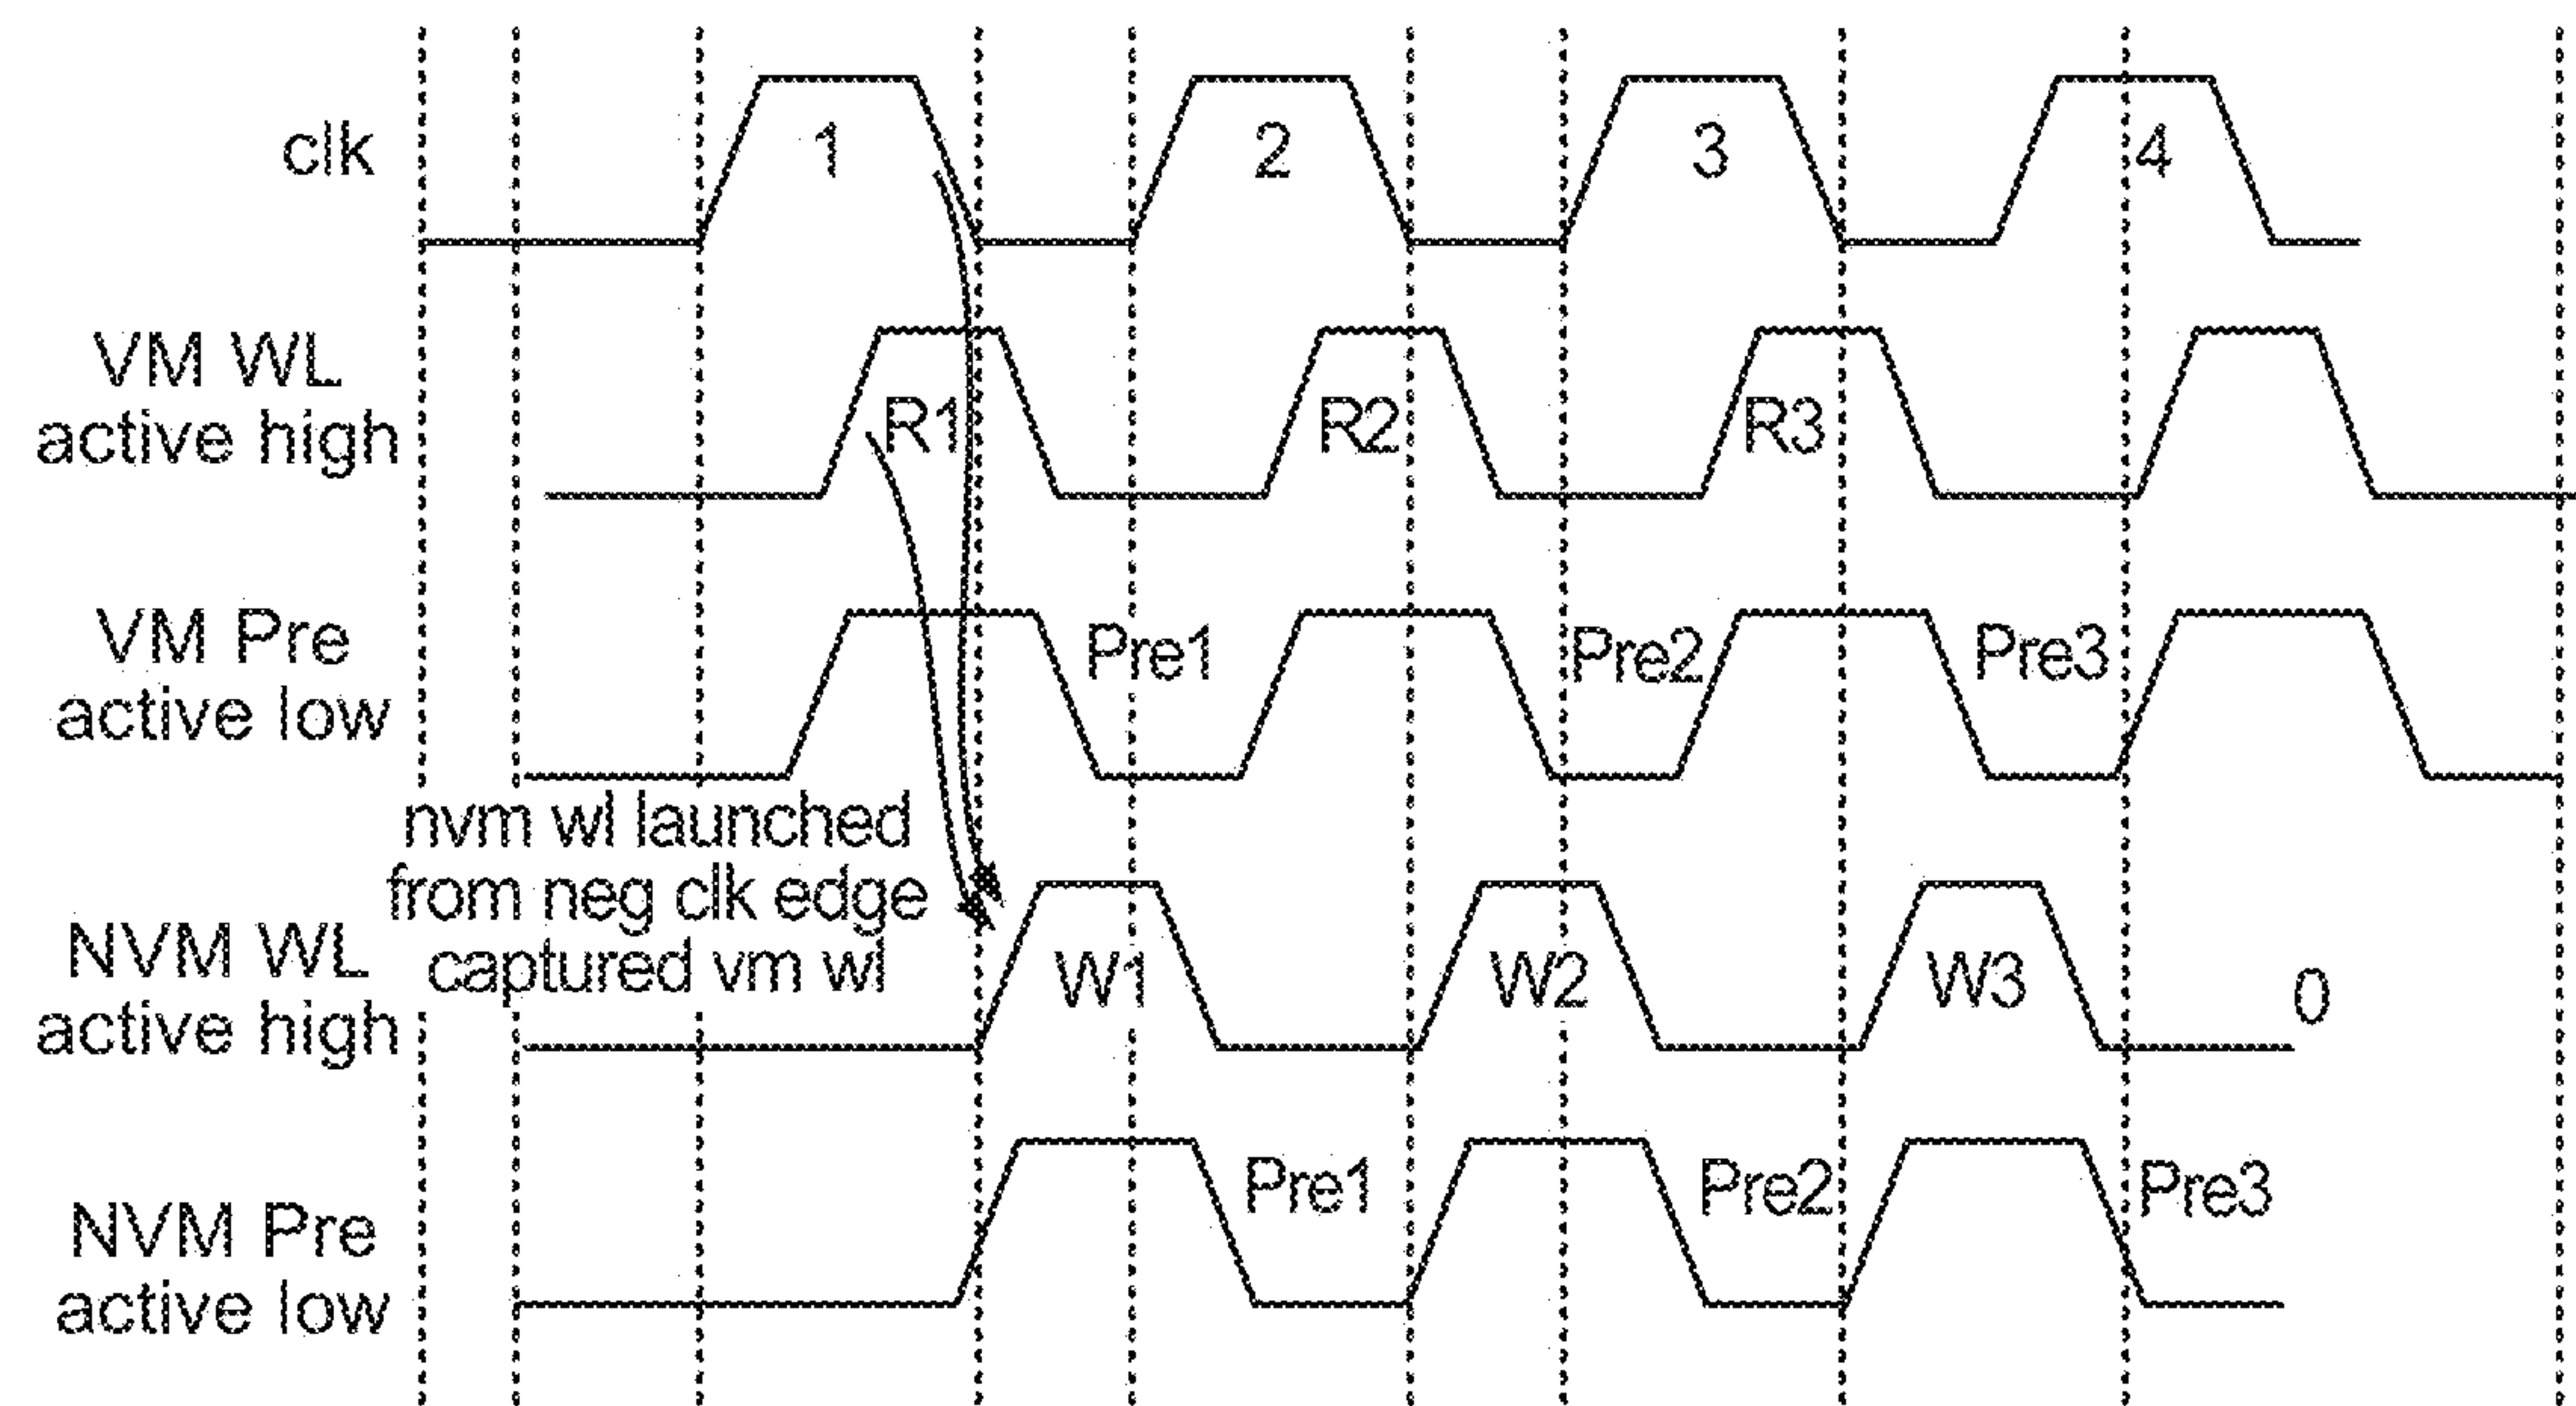 clk
1
2
3
4
VM WL
active high
R1
R2
R3
VM Pre
active low
Pre1
Pre2
Pre3
nvm wl launched
from neg clk edge
captured vm wl
NVM WL
active high
W1
W2
W3
0
NVM Pre
active low
Pre1
Pre2
Pre3